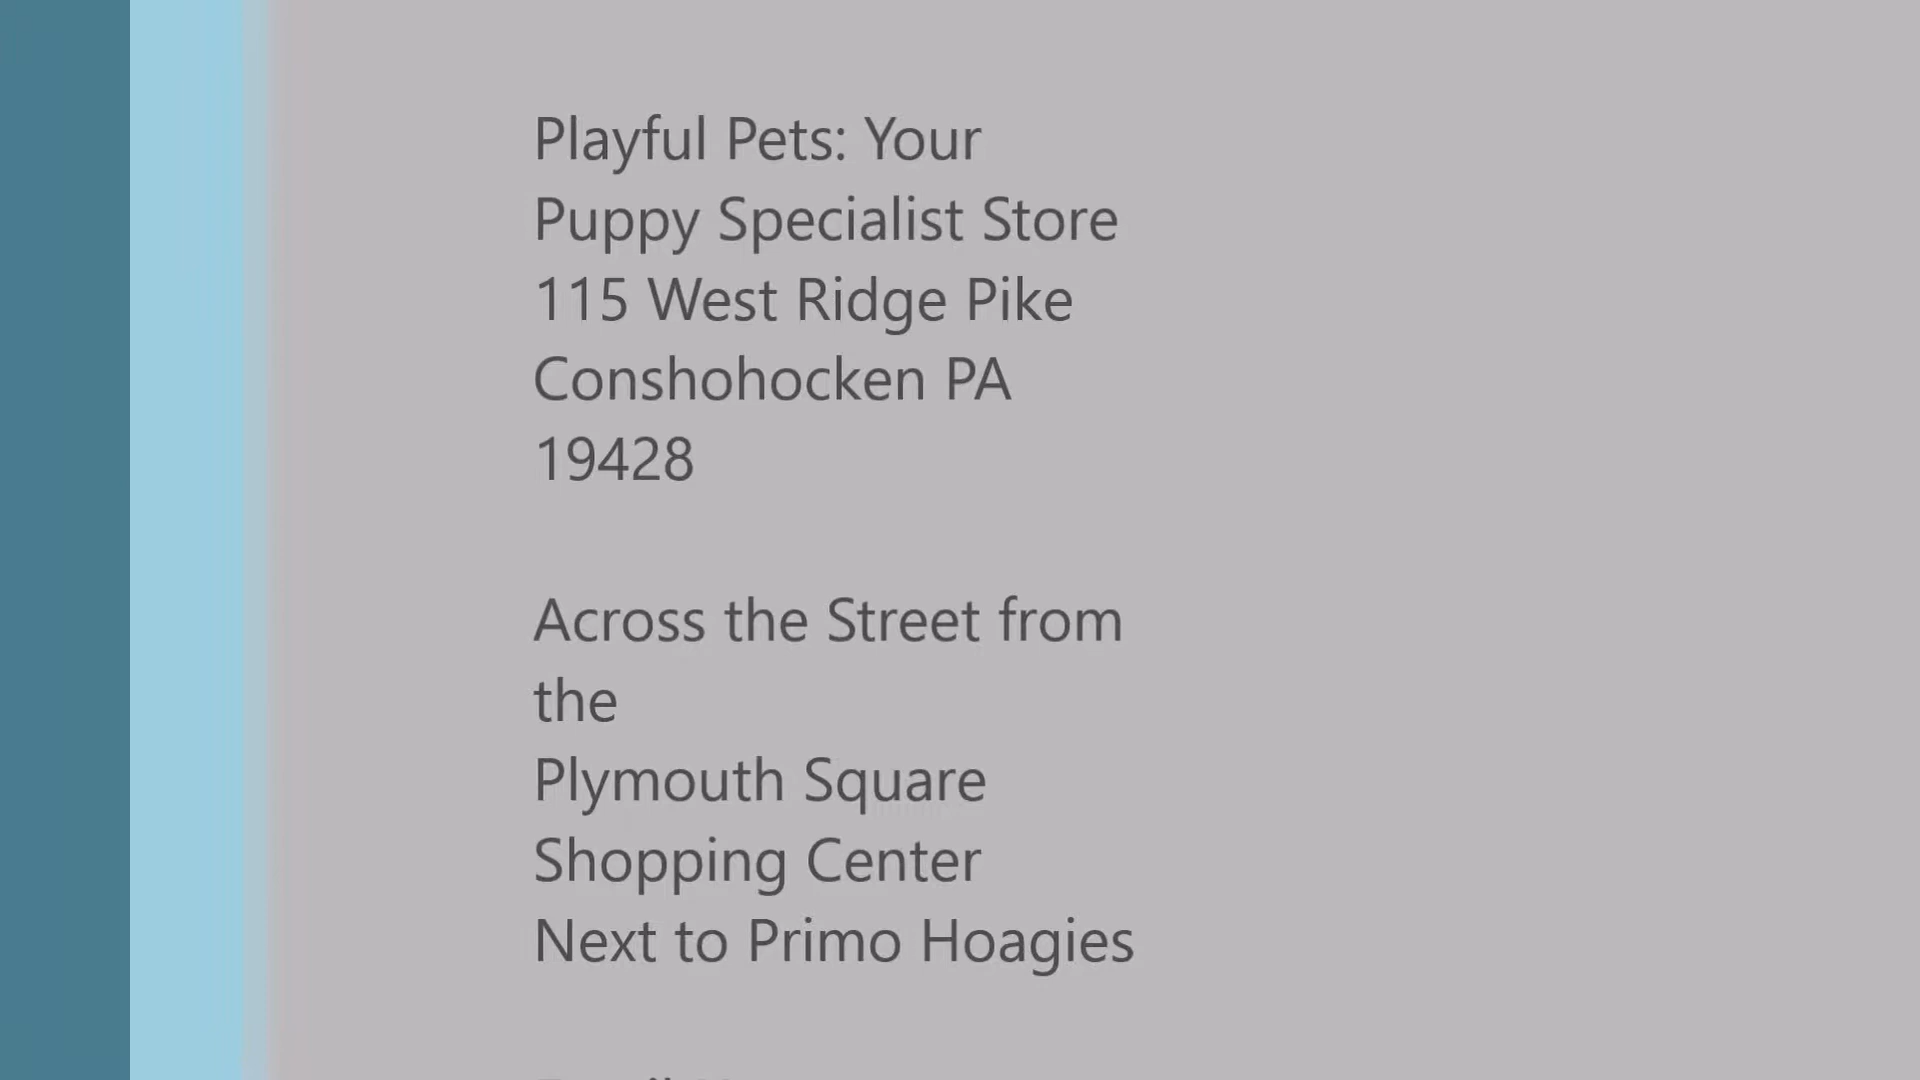 Playful Pets: Your
Puppy Specialist Store
115 West Ridge Pike
Conshohocken PA
19428
Across the Street from
the
Plymouth Square
Shopping Center
Next to Primo Hoagies